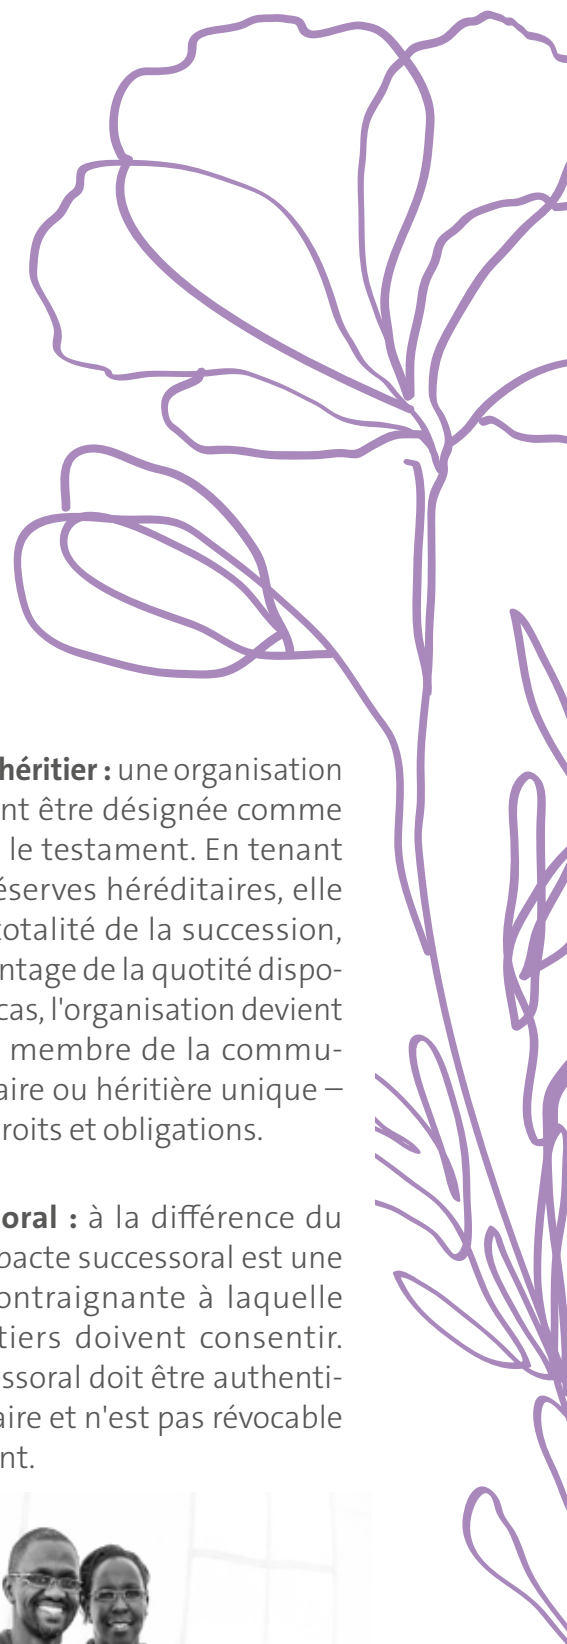 héritier : une organisation
nt être désignée comme
le testament. En tenant
éserves héréditaires, elle
totalité de la succession,
ntage de la quotité dispo-
cas, l'organisation devient
membre de la commu-
aire ou héritière unique –
roits et obligations.
oral : à la différence du
pacte successoral est une
ontraignante à laquelle
tiers doivent consentir.
ssoral doit être authenti-
aire et n'est pas révocable
nt.